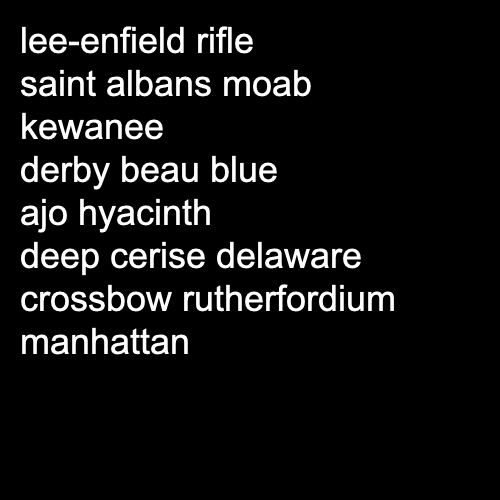 lee-enfield rifle
saint albans moab
kewanee
derby beau blue
ajo hyacinth
deep cerise delaware
crossbow rutherfordium
manhattan